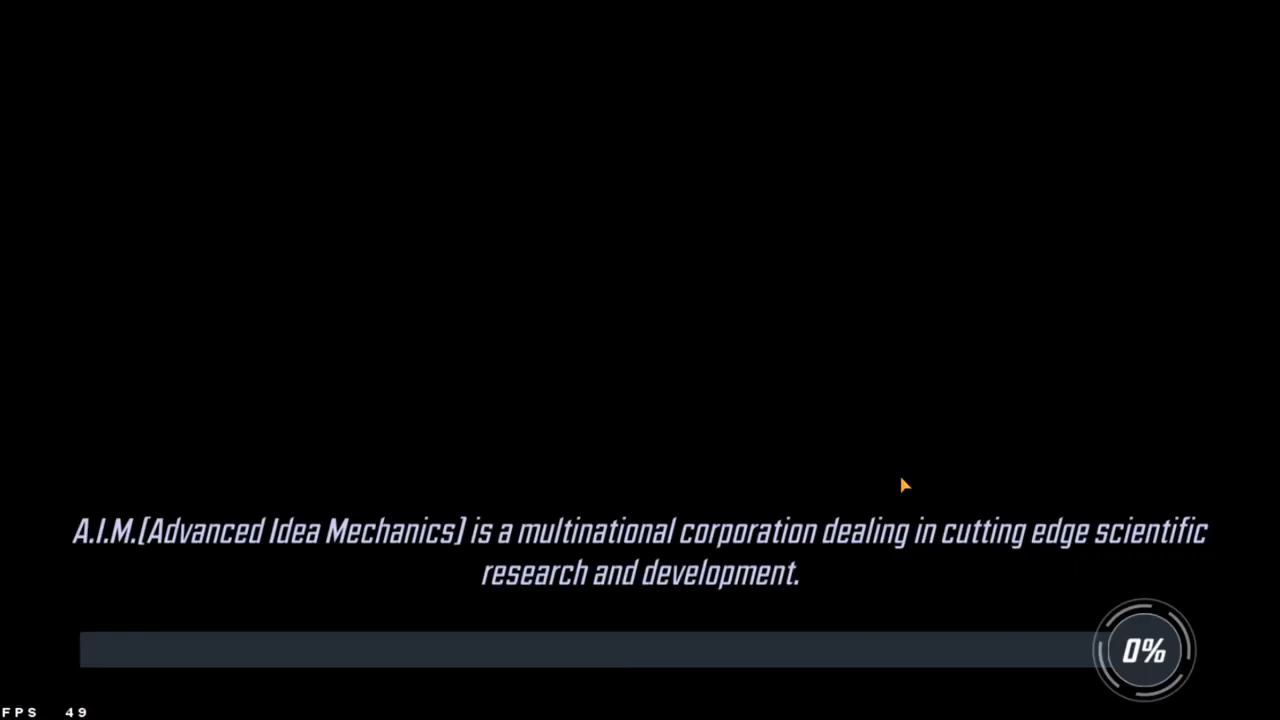 A.I.M.[Advanced Idea Mechanics] is a multinational corporation dealing in cutting edge scientific
research and development.
0%
FPS 49